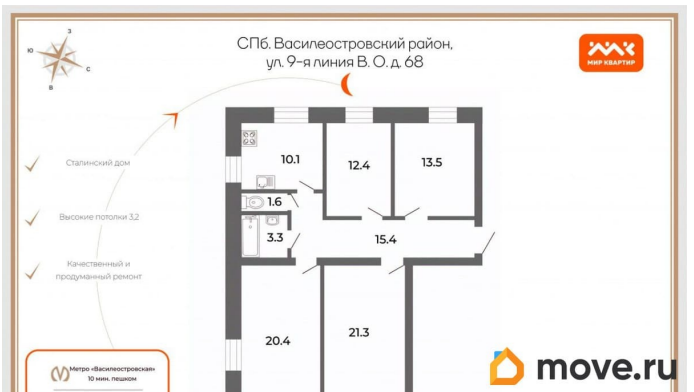 СПб. Василеостровский район,
ул. 9-я линия В. О. д. 68
МИР КВАРТИР
З
Ю
С
В
Сталинский дом
Высокие потолки 3,2
Качественный и
продуманный ремонт
10.1
12.4
13.5
1.6
3.3
15.4
20.4
21.3
Метро «Василеостровская»
10 мин. пешком
move.ru